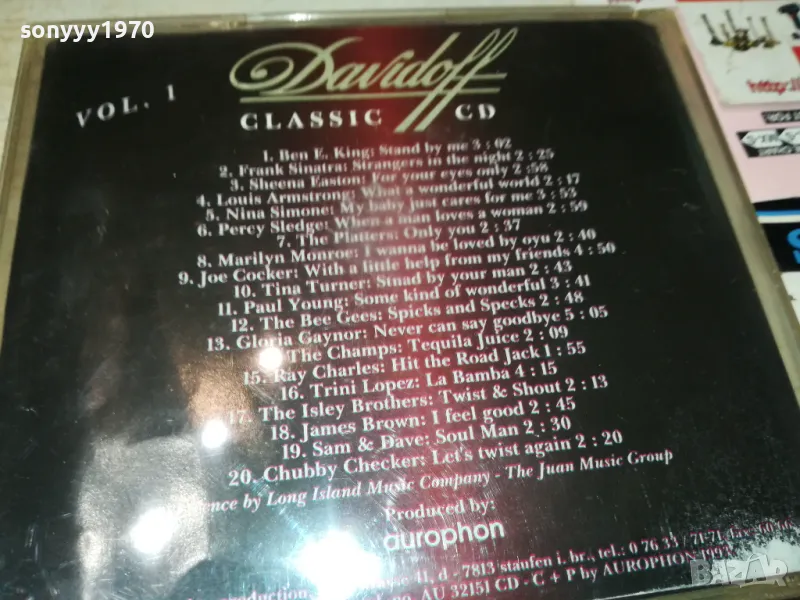 sonyyy1970
Davidoff
VOL. 1
CLASSIC CD
1. Ben E. King: Stand by me 3 : 02
2. Frank Sinatra: Strangers in the night 2 : 25
3. Sheena Easton: For your eyes only 2 :58
4. Louis Armstrong: What a wonderful world 2 : 17
5. Nina Simone: My baby just cares for me 3 : 53
6. Percy Sledge: When a man loves a woman 2 : 59
7. The Platters: Only you 2 : 37
8. Marilyn Monroe: I wanna be loved by oyu 2 : 40
9. Joe Cocker: With a little help from my friends 4 : 50
10. Tina Turner: Stnad by your man 2 : 43
11. Paul Young: Some kind of wonderful 3 : 41
12. The Bee Gees: Spicks and Specks 2 : 48
13. Gloria Gaynor: Never can say goodbye 5 : 05
The Champs: Tequila Juice 2 : 09
15. Ray Charles: Hit the Road Jack 1 : 55
16. Trini Lopez: La Bamba 4 : 15
17. The Isley Brothers: Twist & Shout 2 : 13
18. James Brown: I feel good 2 : 45
19. Sam & Dave: Soul Man 2 : 30
20. Chubby Checker: Let's twist again 2 : 20
by Long Island Music Company - The Juan Music Group
Produced by:
aurophon
11, d - 7813 staufen i. br., tel.: 0 76 33
no. AU 32151 CD - C + P by AUROPHON
bazar.bg